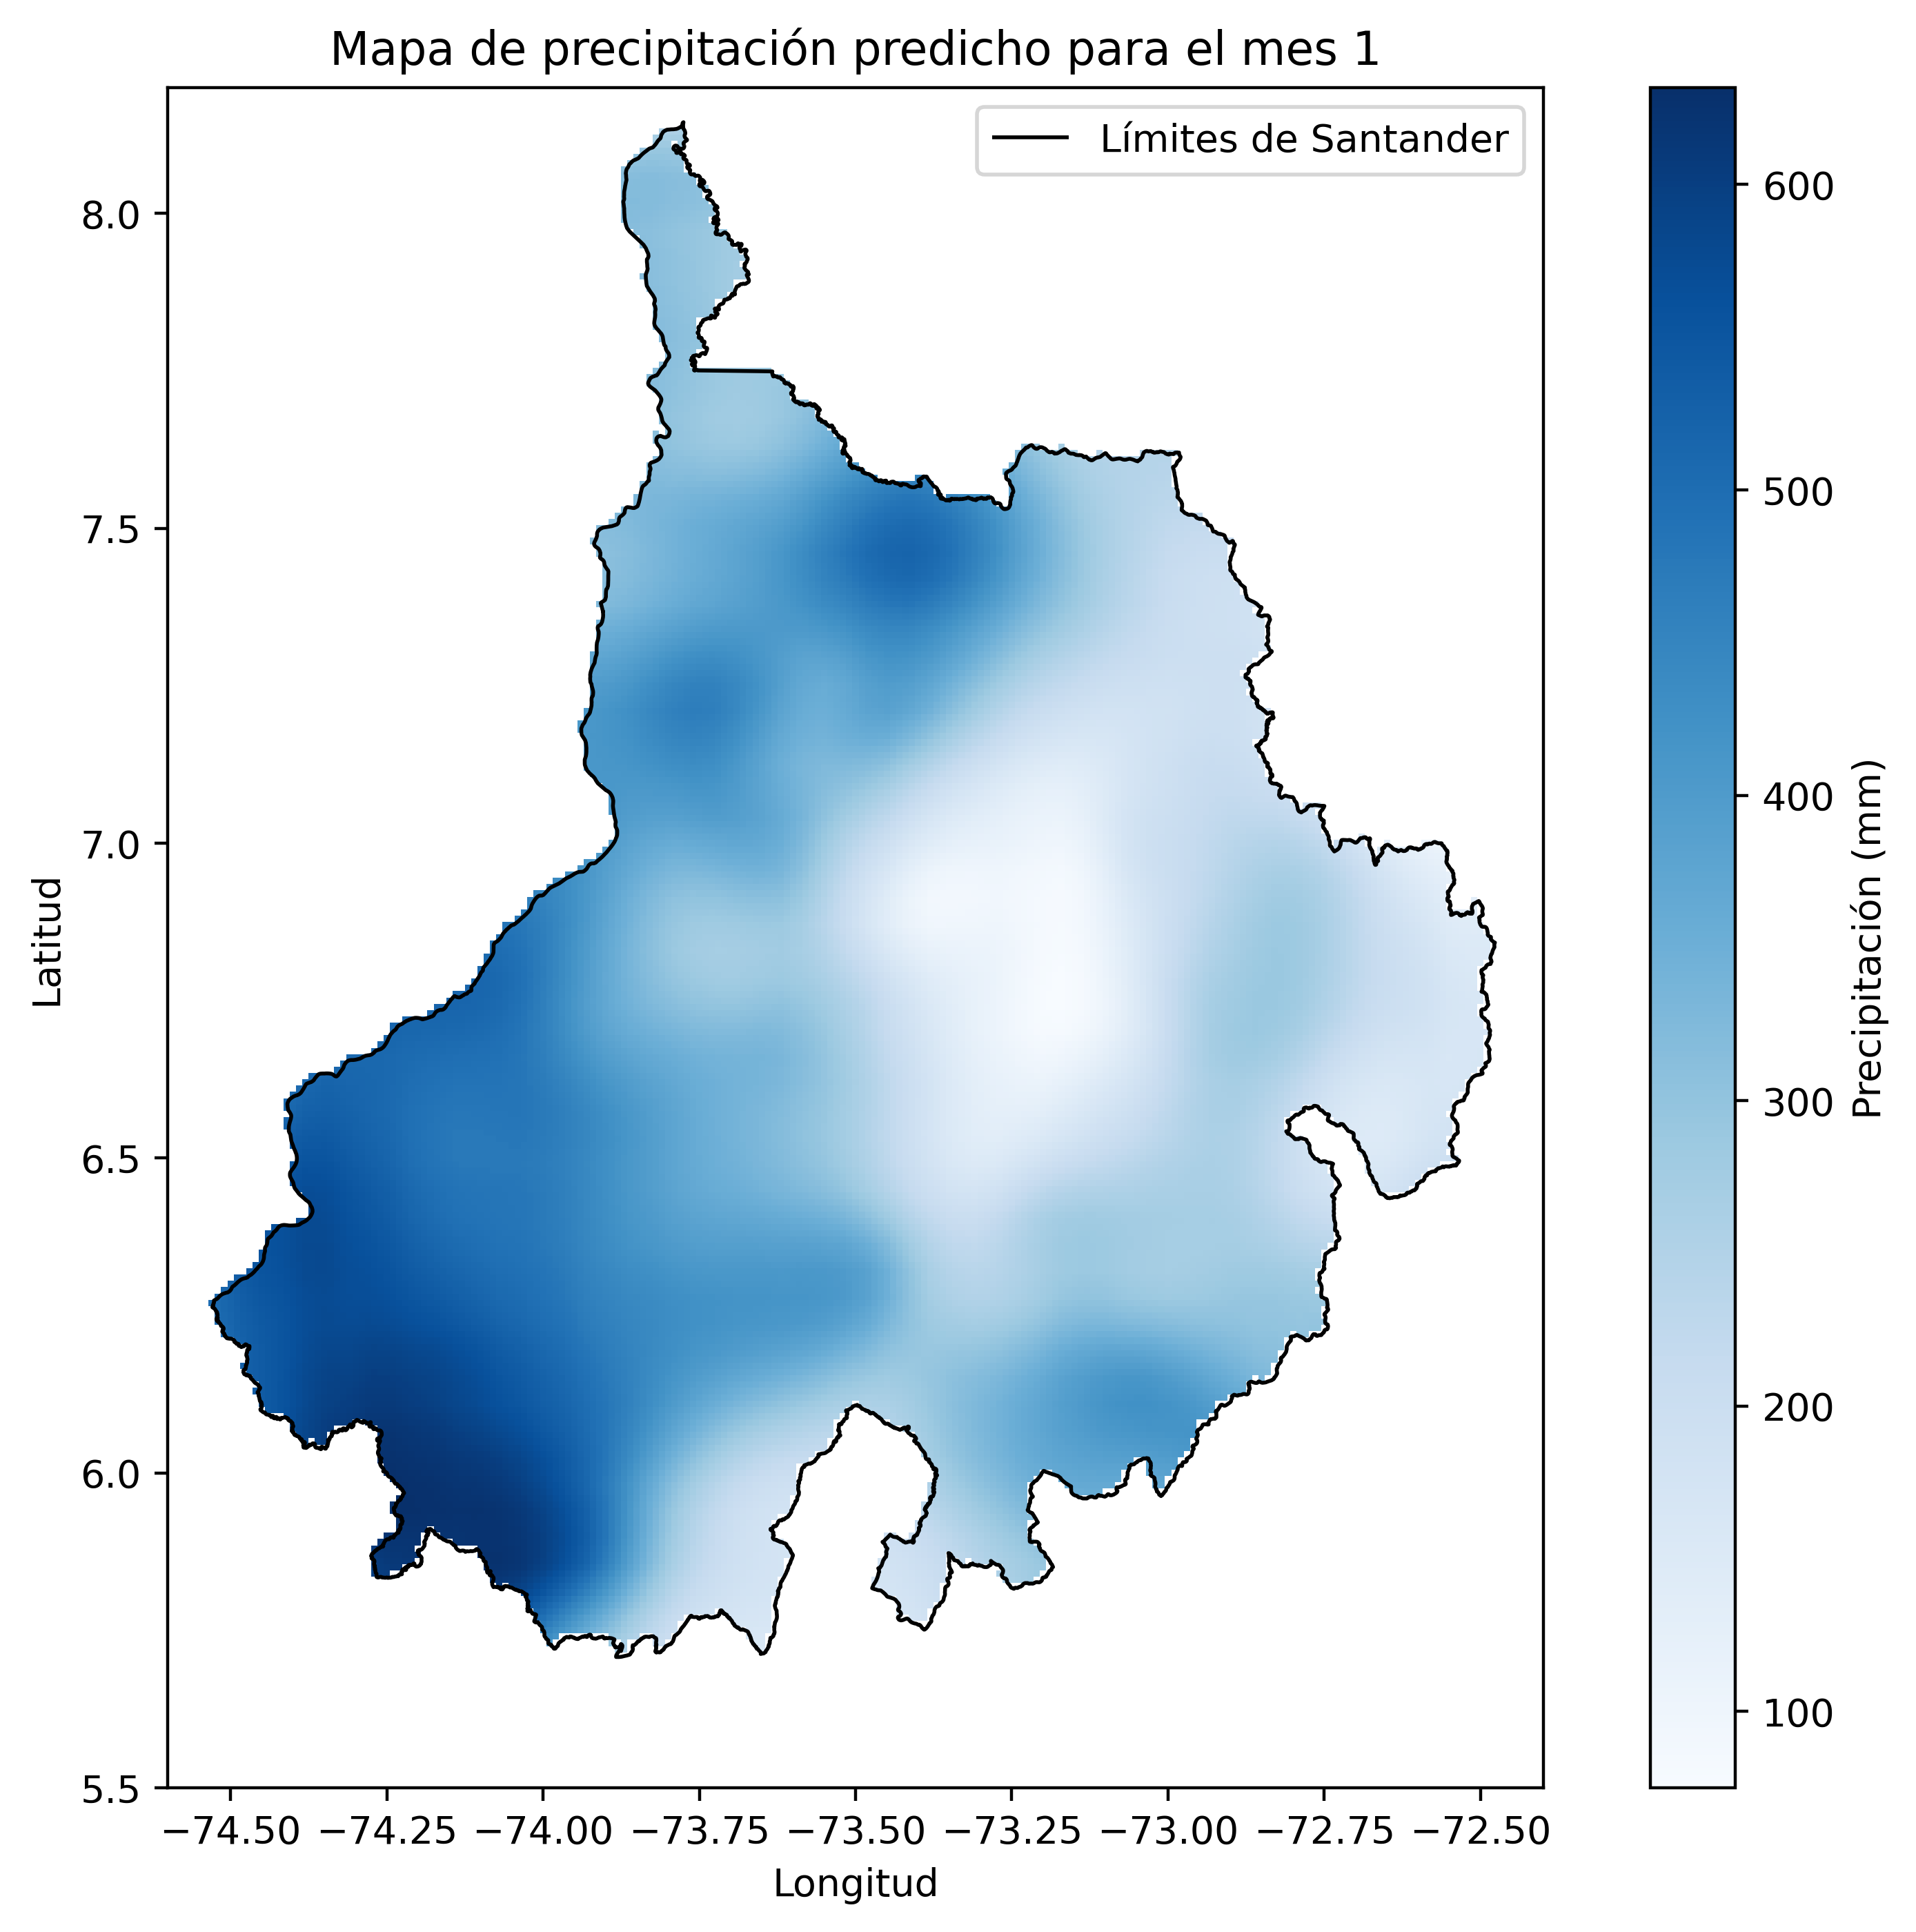 Mapa de precipitación predicho para el mes 1
Límites de Santander
8.0
7.5
7.0
6.5
6.0
5.5
Latitud
−74.50 −74.25 −74.00 −73.75 −73.50 −73.25 −73.00 −72.75 −72.50
Longitud
600
500
400
300
200
100
Precipitación (mm)